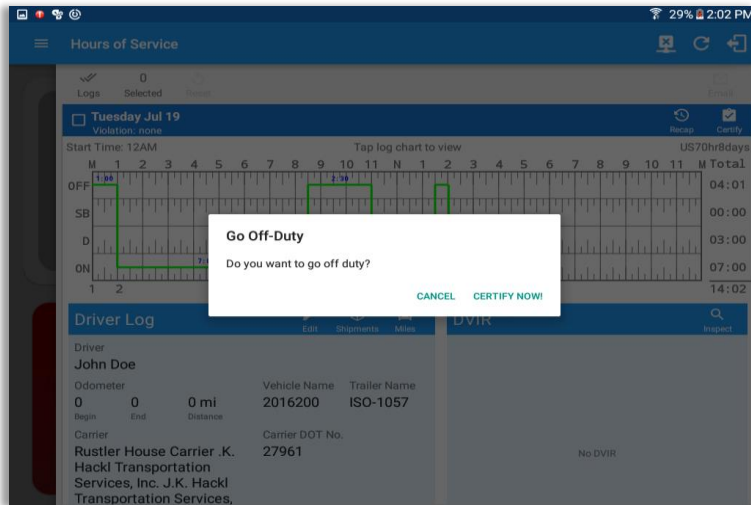 29% 2:02 PM
Hours of Service
0
Logs Selected Reset Email
Tuesday Jul 19
Violation: none
Recap Certify
Start Time: 12AM Tap log chart to view US70hr8days
M 1 2 3 4 5 6 7 8 9 10 11 N 1 2 3 4 5 6 7 8 9 10 11 M Total
OFF 1:00 2:30 04:01
SB 00:00
D 03:00
ON 07:00
1 2 14:02
Go Off-Duty
Do you want to go off duty?
CANCEL CERTIFY NOW!
Driver Log
Edit Shipments Miles
DVIR
Inspect
Driver
John Doe
Odometer Vehicle Name Trailer Name
0 0 0 mi 2016200 ISO-1057
Begin End Distance
Carrier Carrier DOT No.
Rustler House Carrier .K. 27961
Hackl Transportation
Services, Inc. J.K. Hackl
Transportation Services,
No DVIR